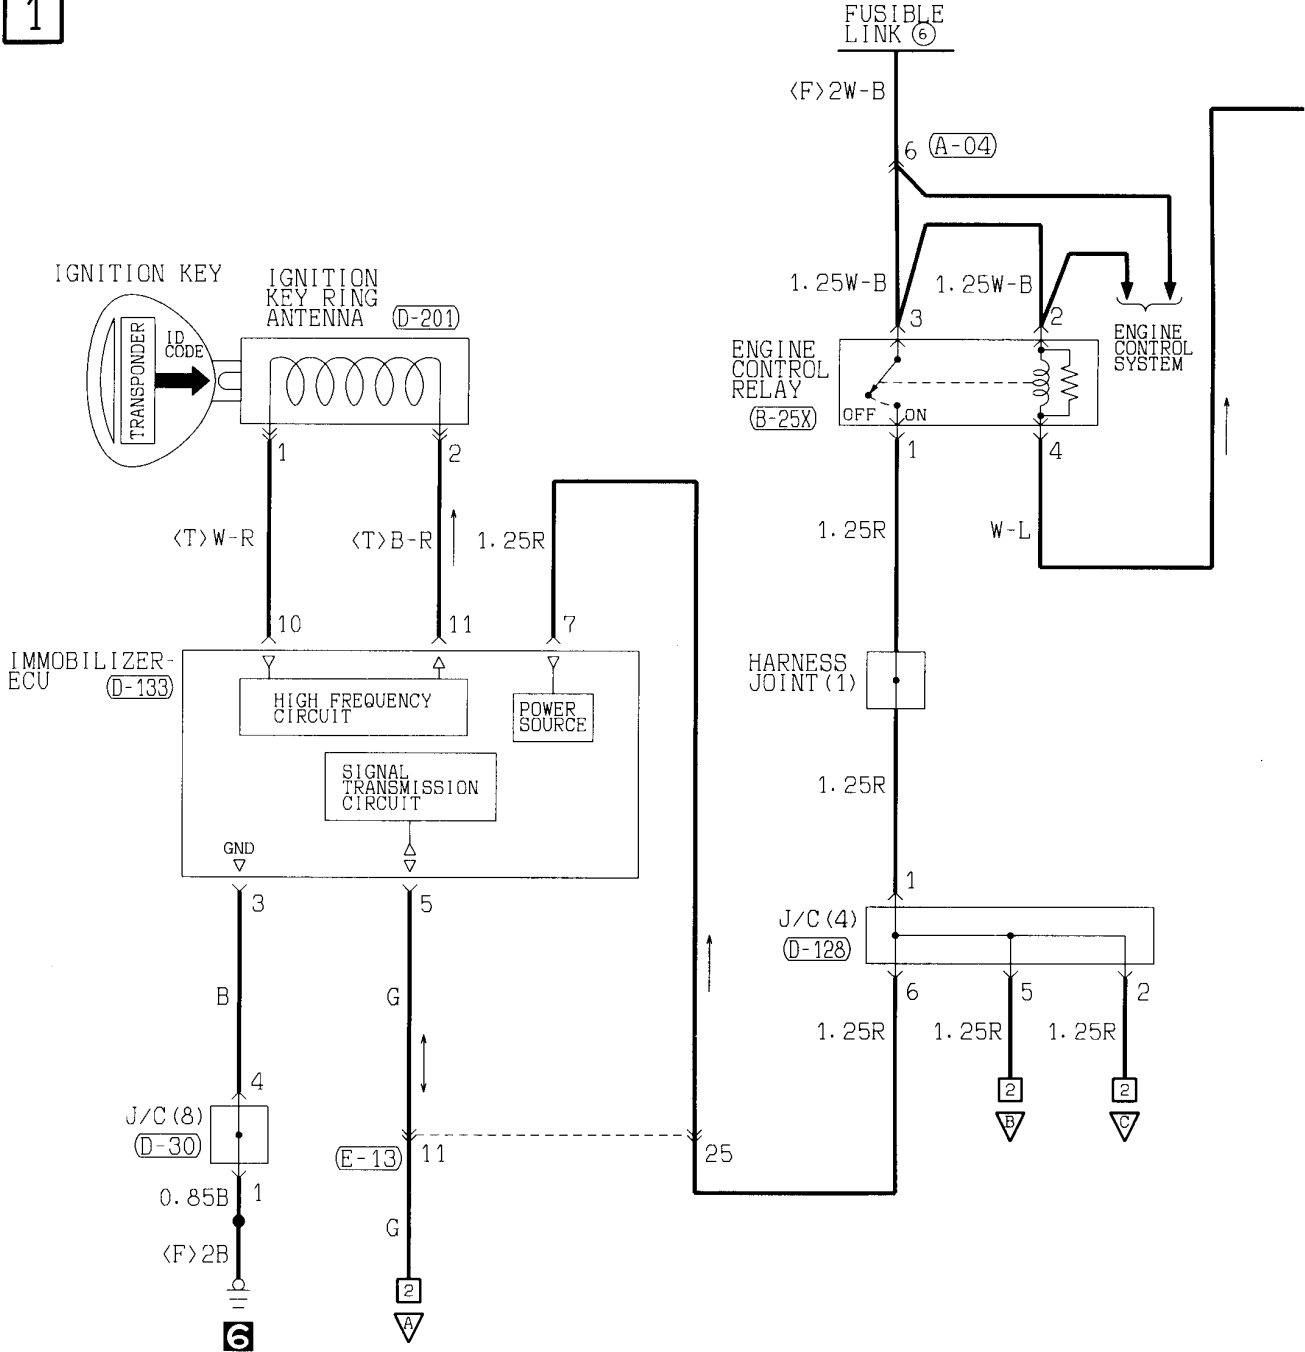 1
FUSIBLE
LINK 6
<F>2W-B
6 A-04
1.25W-B
1.25W-B
3
2
ENGINE
CONTROL
SYSTEM
IGNITION KEY
TRANSPONDER
ID
CODE
IGNITION
KEY RING
ANTENNA D-201
1
2
ENGINE
CONTROL
RELAY
B-25X
OFF
ON
1
4
<T>W-R
<T>B-R
1.25R
1.25R
W-L
10
11
7
IMMOBILIZER-
ECU D-133
HIGH FREQUENCY
CIRCUIT
POWER
SOURCE
SIGNAL
TRANSMISSION
CIRCUIT
GND
3
5
HARNESS
JOINT(1)
1.25R
1
J/C(4)
D-128
6
5
2
1.25R
1.25R
1.25R
2
B
2
C
B
G
4
J/C(8)
D-30
1
0.85B
<F>2B
6
E-13
11
25
G
2
A